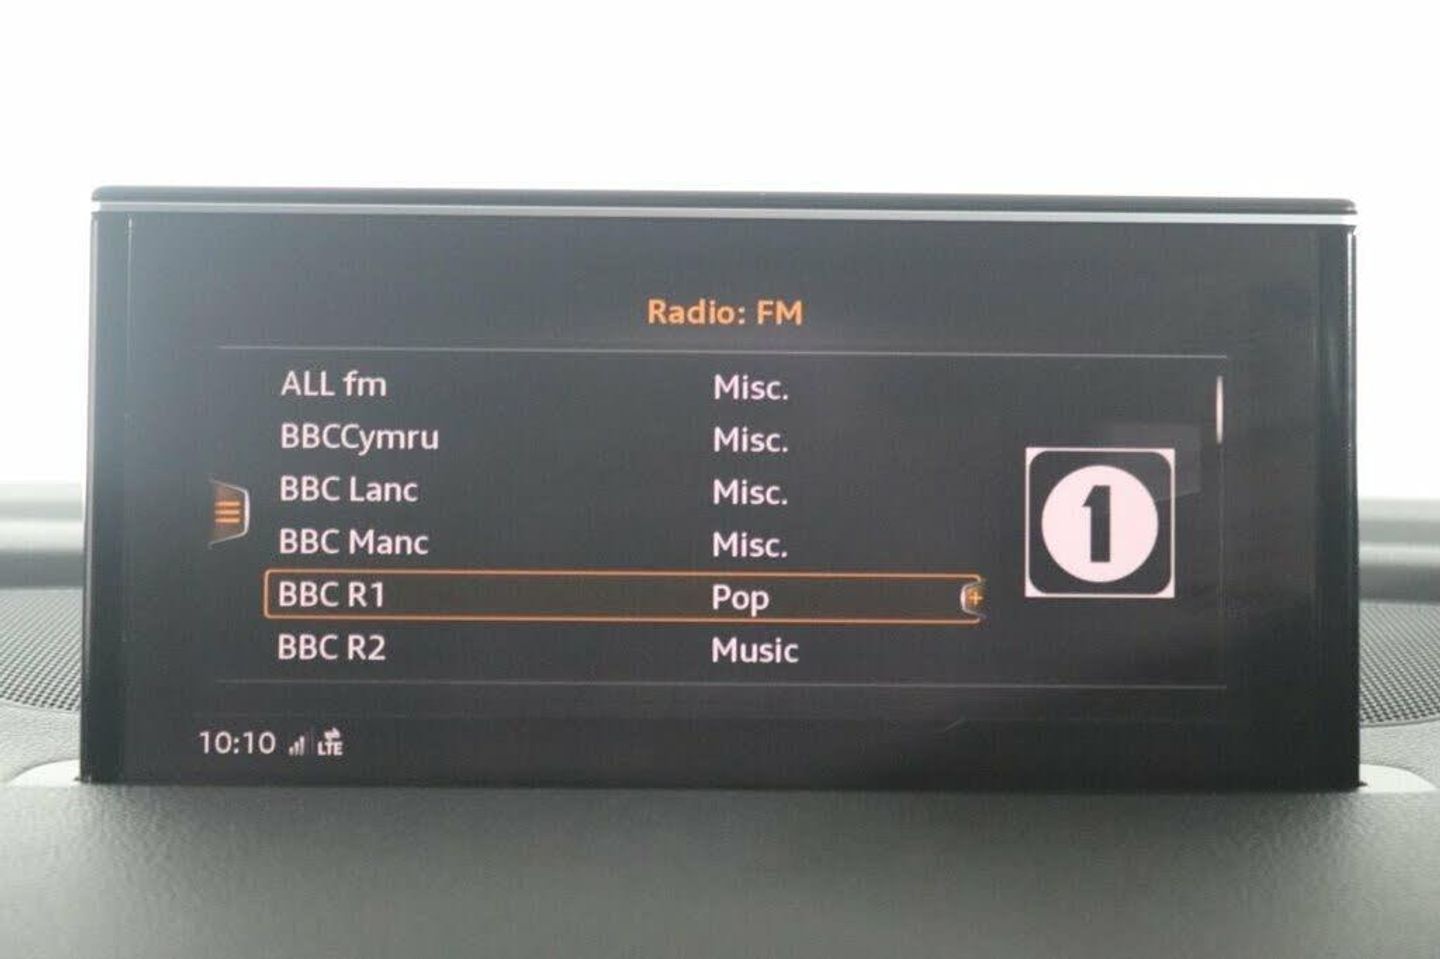 Radio: FM
ALL fm Misc.
BBCCymru Misc.
BBC Lanc Misc.
BBC Manc Misc.
BBC R1 Pop
BBC R2 Music
1
10:10 LTE